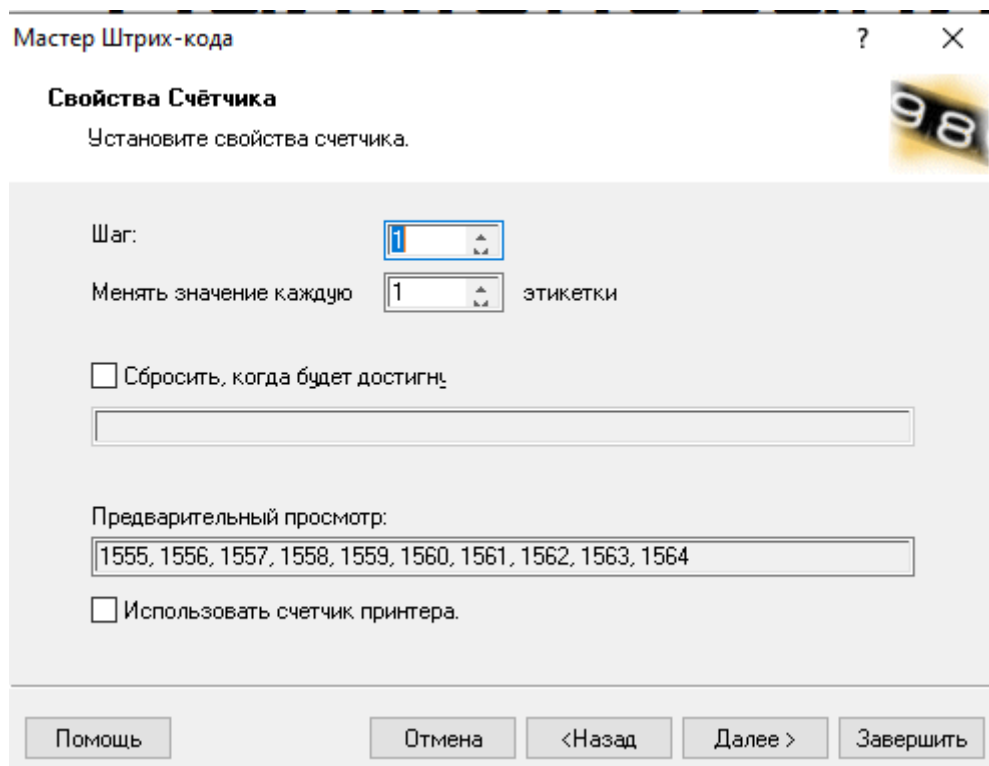 Мастер Штрих-кода
Свойства Счётчика
Установите свойства счетчика.
Шаг: 1
Менять значение каждую 1 этикетки
Сбросить, когда будет достигну
Предварительный просмотр:
1555, 1556, 1557, 1558, 1559, 1560, 1561, 1562, 1563, 1564
Использовать счетчик принтера.
Помощь Отмена <Назад Далее > Завершить